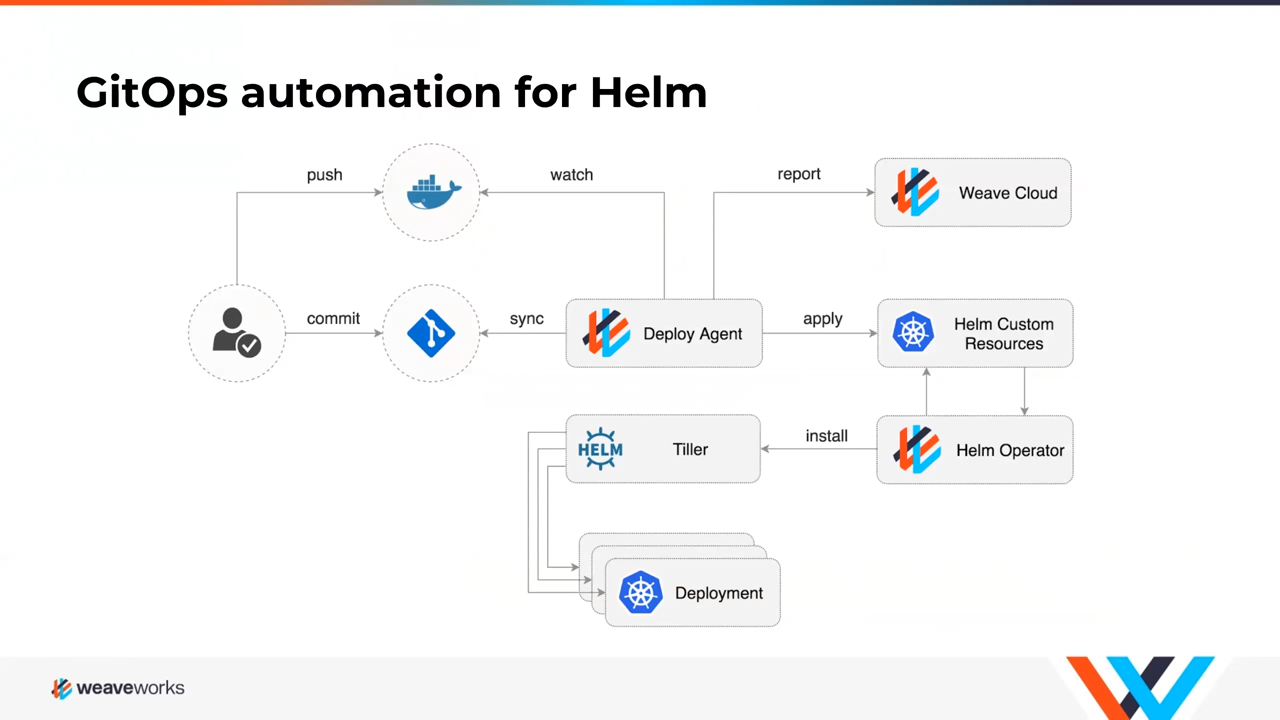 GitOps automation for Helm
push
watch
report
Weave Cloud
commit
sync
Deploy Agent
apply
Helm Custom
Resources
HELM
Tiller
install
Helm Operator
Deployment
weaveworks